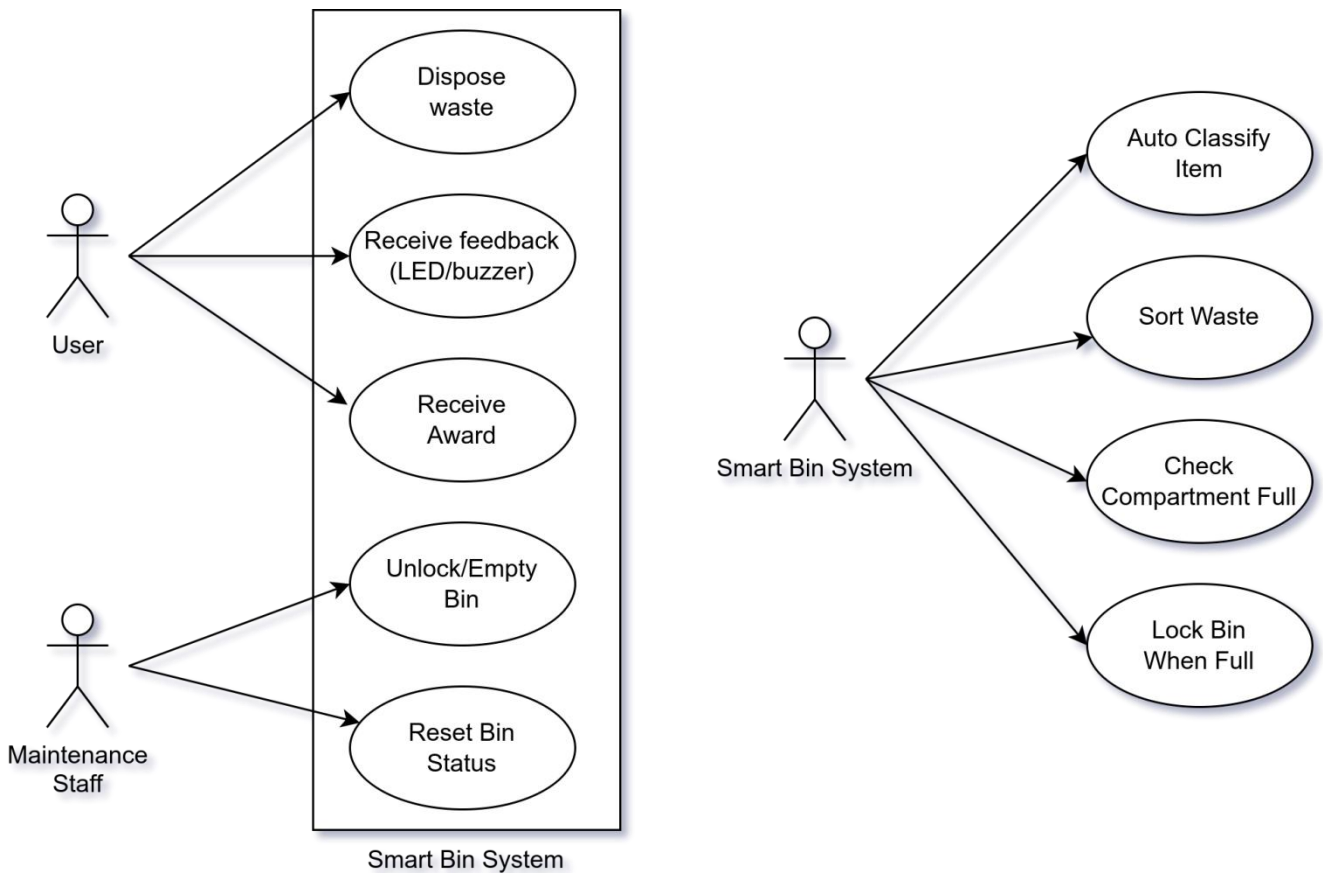 Dispose
waste
Receive feedback
(LED/buzzer)
User
Receive
Award
Unlock/Empty
Bin
Maintenance
Staff
Reset Bin
Status
Smart Bin System
Auto Classify
Item
Sort Waste
Smart Bin System
Check
Compartment Full
Lock Bin
When Full